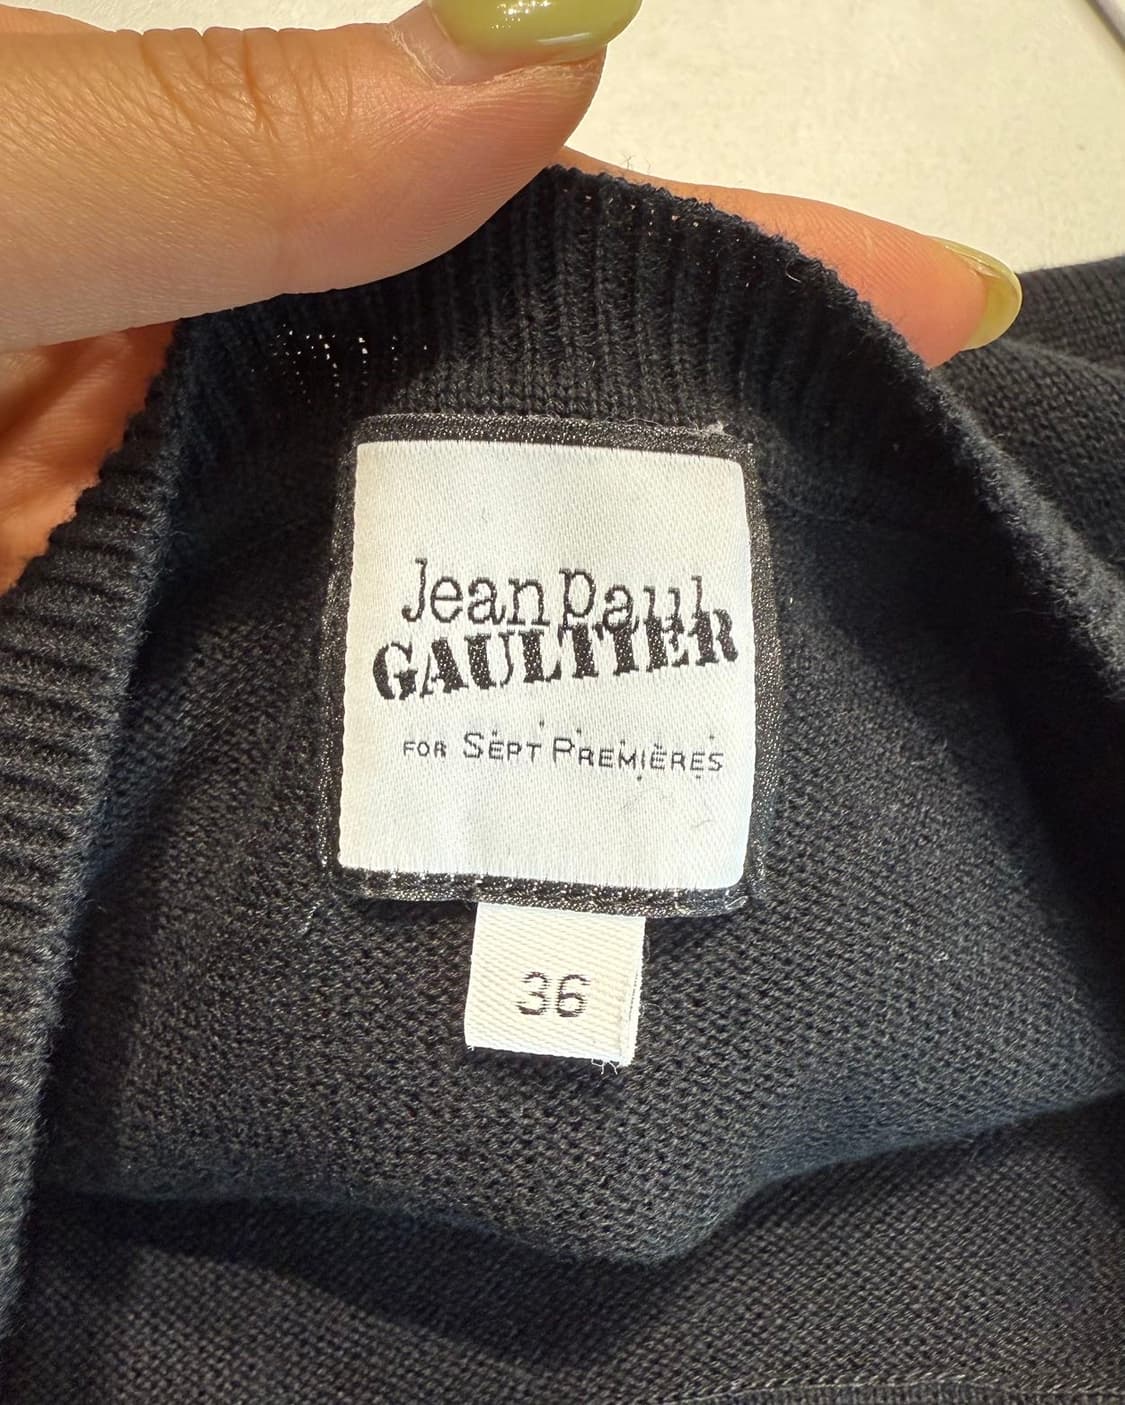 Jean Paul
GAULTIER
FOR SEPT PREMIÈRES
36